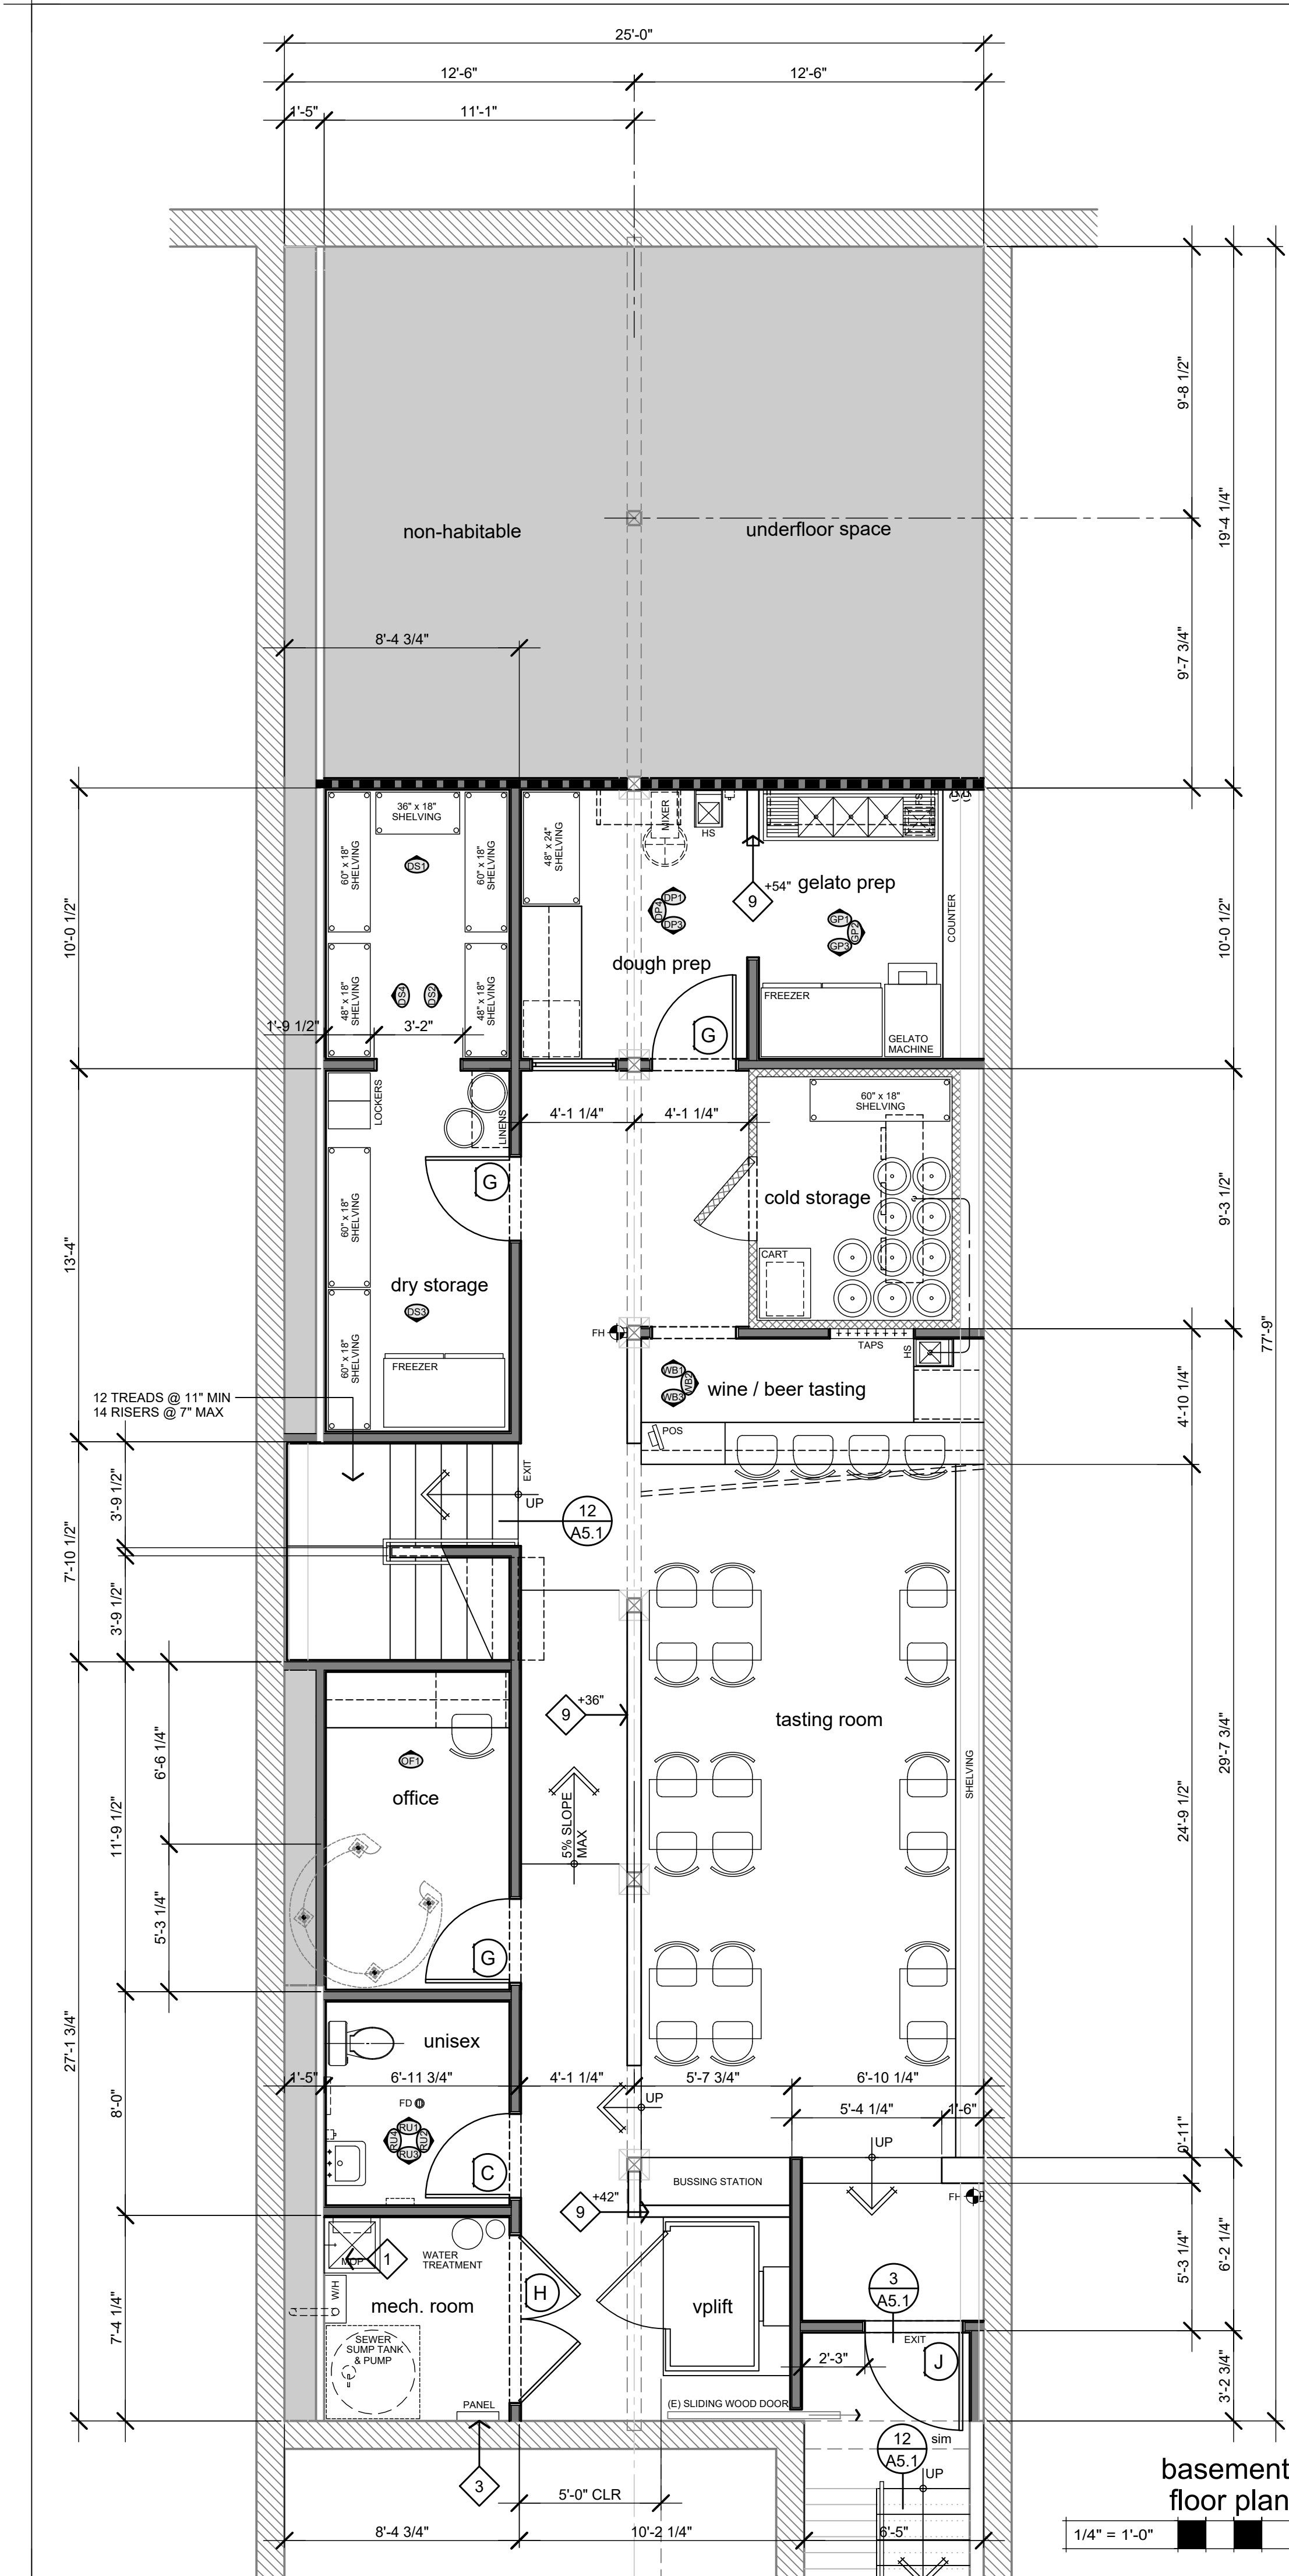 25'-0"
12'-6"
12'-6"
1'-5"
11'-1"
9'-8 1/2"
19'-4 1/4"
non-habitable
underfloor space
8'-4 3/4"
9'-7 3/4"
36" x 18"
SHELVING
60" x 18"
SHELVING
60" x 18"
SHELVING
48" x 24"
SHELVING
MIXER
HS
DS1
+54"
gelato prep
9
DP1
DP4
DP3
GP1
GP2
GP3
COUNTER
10'-0 1/2"
10'-0 1/2"
dough prep
48" x 18"
SHELVING
DS4
DS2
48" x 18"
SHELVING
FREEZER
1'-9 1/2"
3'-2"
G
GELATO
MACHINE
LOCKERS
LINENS
4'-1 1/4"
4'-1 1/4"
60" x 18"
SHELVING
G
cold storage
9'-3 1/2"
60" x 18"
SHELVING
13'-4"
CART
dry storage
DS3
FH
TAPS
HS
77'-9"
60" x 18"
SHELVING
FREEZER
WB1
WB2
WB3
wine / beer tasting
12 TREADS @ 11" MIN
14 RISERS @ 7" MAX
4'-10 1/4"
POS
EXIT
UP
3'-9 1/2"
12
A5.1
7'-10 1/2"
3'-9 1/2"
9
+36"
tasting room
6'-6 1/4"
OF1
office
29'-7 3/4"
SHELVING
5% SLOPE
MAX
24'-9 1/2"
11'-9 1/2"
5'-3 1/4"
G
27'-1 3/4"
unisex
1'-5"
6'-11 3/4"
4'-1 1/4"
5'-7 3/4"
6'-10 1/4"
8'-0"
FD
UP
5'-4 1/4"
1'-6"
RU1
RU4
RU2
RU3
UP
0'-11"
C
BUSSING STATION
FH
9
+42"
MOP
1
WATER
TREATMENT
5'-3 1/4"
6'-2 1/4"
W/H
H
3
A5.1
mech. room
vplift
7'-4 1/4"
SEWER
SUMP TANK
& PUMP
EXIT
2'-3"
J
3'-2 3/4"
PANEL
(E) SLIDING WOOD DOOR
12
A5.1
sim
UP
3
basement
floor plan
5'-0" CLR
8'-4 3/4"
10'-2 1/4"
6'-5"
1/4" = 1'-0"